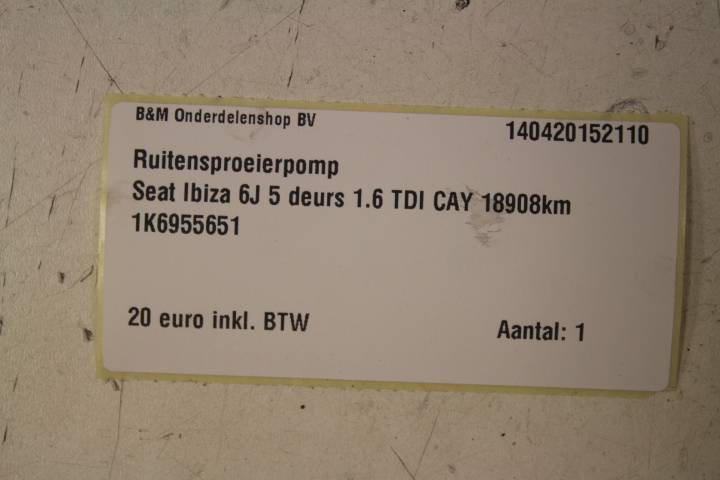 B&M Onderdelenshop BV
140420152110
Ruitensproeierpomp
Seat Ibiza 6J 5 deurs 1.6 TDI CAY 18908km
1K6955651
20 euro inkl. BTW
Aantal: 1